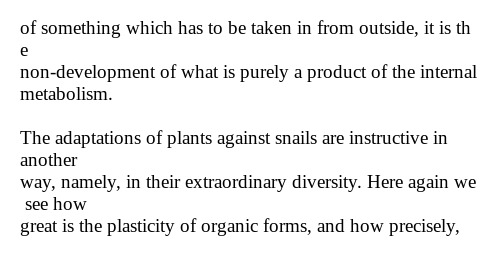 of something which has to be taken in from outside, it is th
e
non-development of what is purely a product of the internal
metabolism.

The adaptations of plants against snails are instructive in
another
way, namely, in their extraordinary diversity. Here again we
see how
great is the plasticity of organic forms, and how precisely,